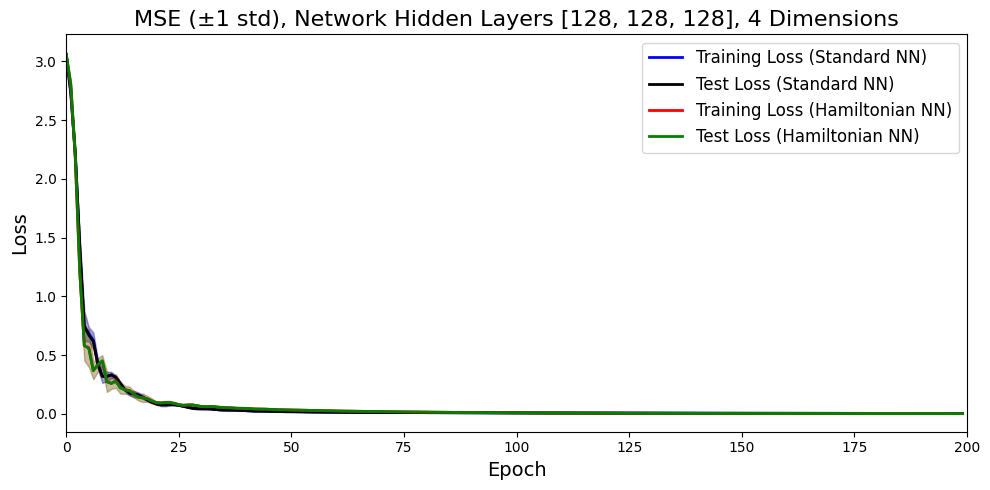 MSE (±1 std), Network Hidden Layers [128, 128, 128], 4 Dimensions
Training Loss (Standard NN)
Test Loss (Standard NN)
Training Loss (Hamiltonian NN)
Test Loss (Hamiltonian NN)
Loss
3.0
2.5
2.0
1.5
1.0
0.5
0.0
0 25 50 75 100 125 150 175 200
Epoch